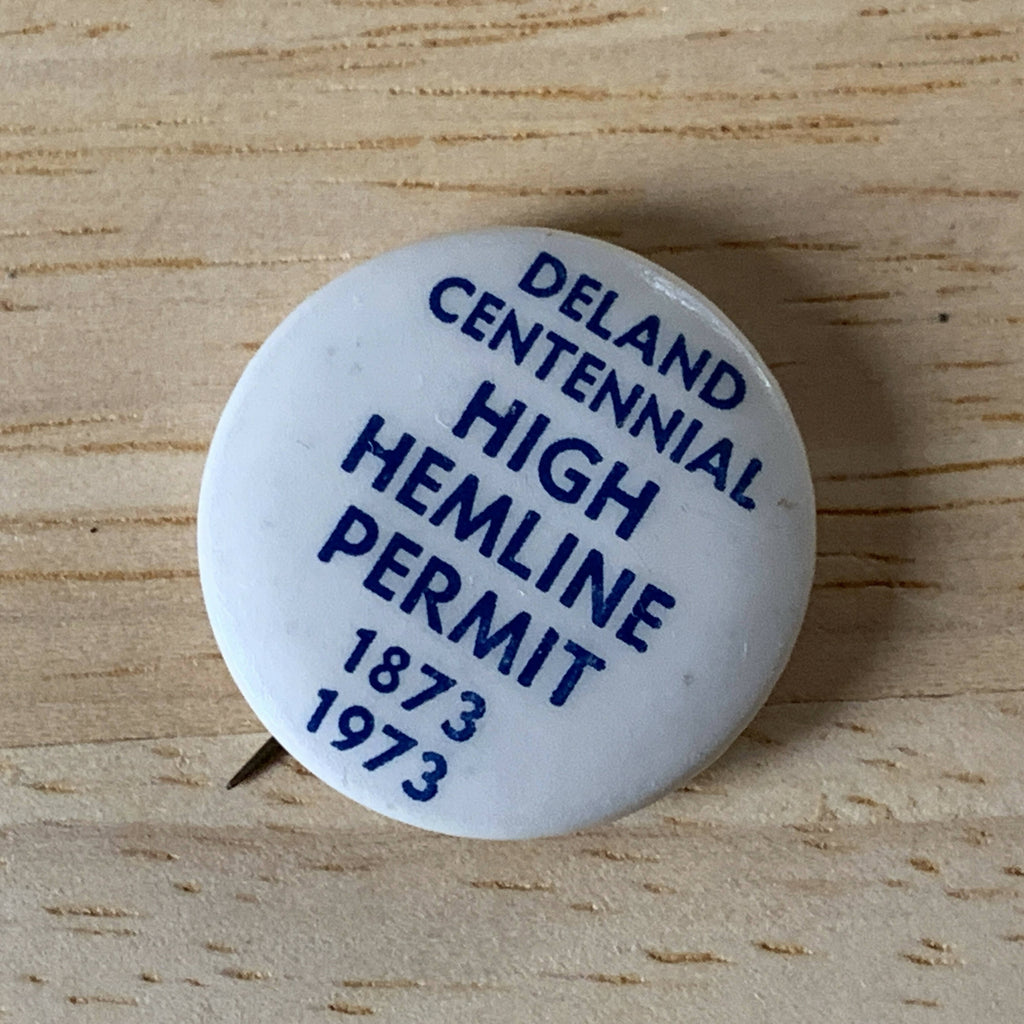 DELAND
CENTENNIAL
HIGH
HEMLINE
PERMIT
1873
1973